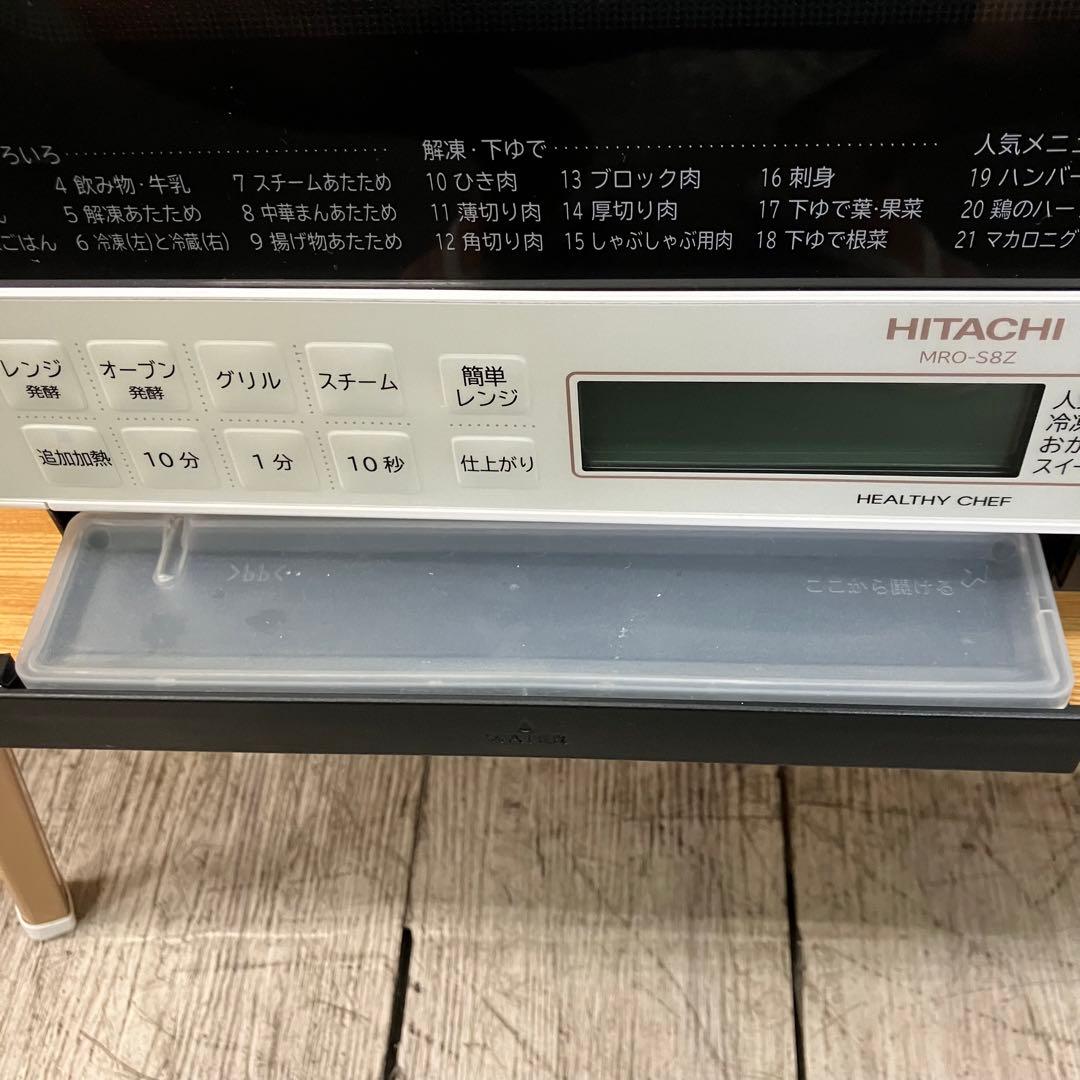 ろいろ
4 飲み物・牛乳
5 解凍あたため
ごはん 6 冷凍(左)と冷蔵(右)
7 スチームあたため
8 中華まんあたため
9 揚げ物あたため
解凍・下ゆで
10 ひき肉
11 薄切り肉
12 角切り肉
13 ブロック肉
14 厚切り肉
15 しゃぶしゃぶ用肉
16 刺身
17 下ゆで葉・果菜
18 下ゆで根菜
人気メニュ
19 ハンバー
20 鶏のハー
21 マカロニグ
レンジ
発酵
オーブン
発酵
グリル
スチーム
簡単
レンジ
追加加熱
10分
1分
10秒
仕上がり
HITACHI
MRO-S8Z
冷凍
おか
スイー
HEALTHY CHEF
>PP<
ここから開ける
WATER